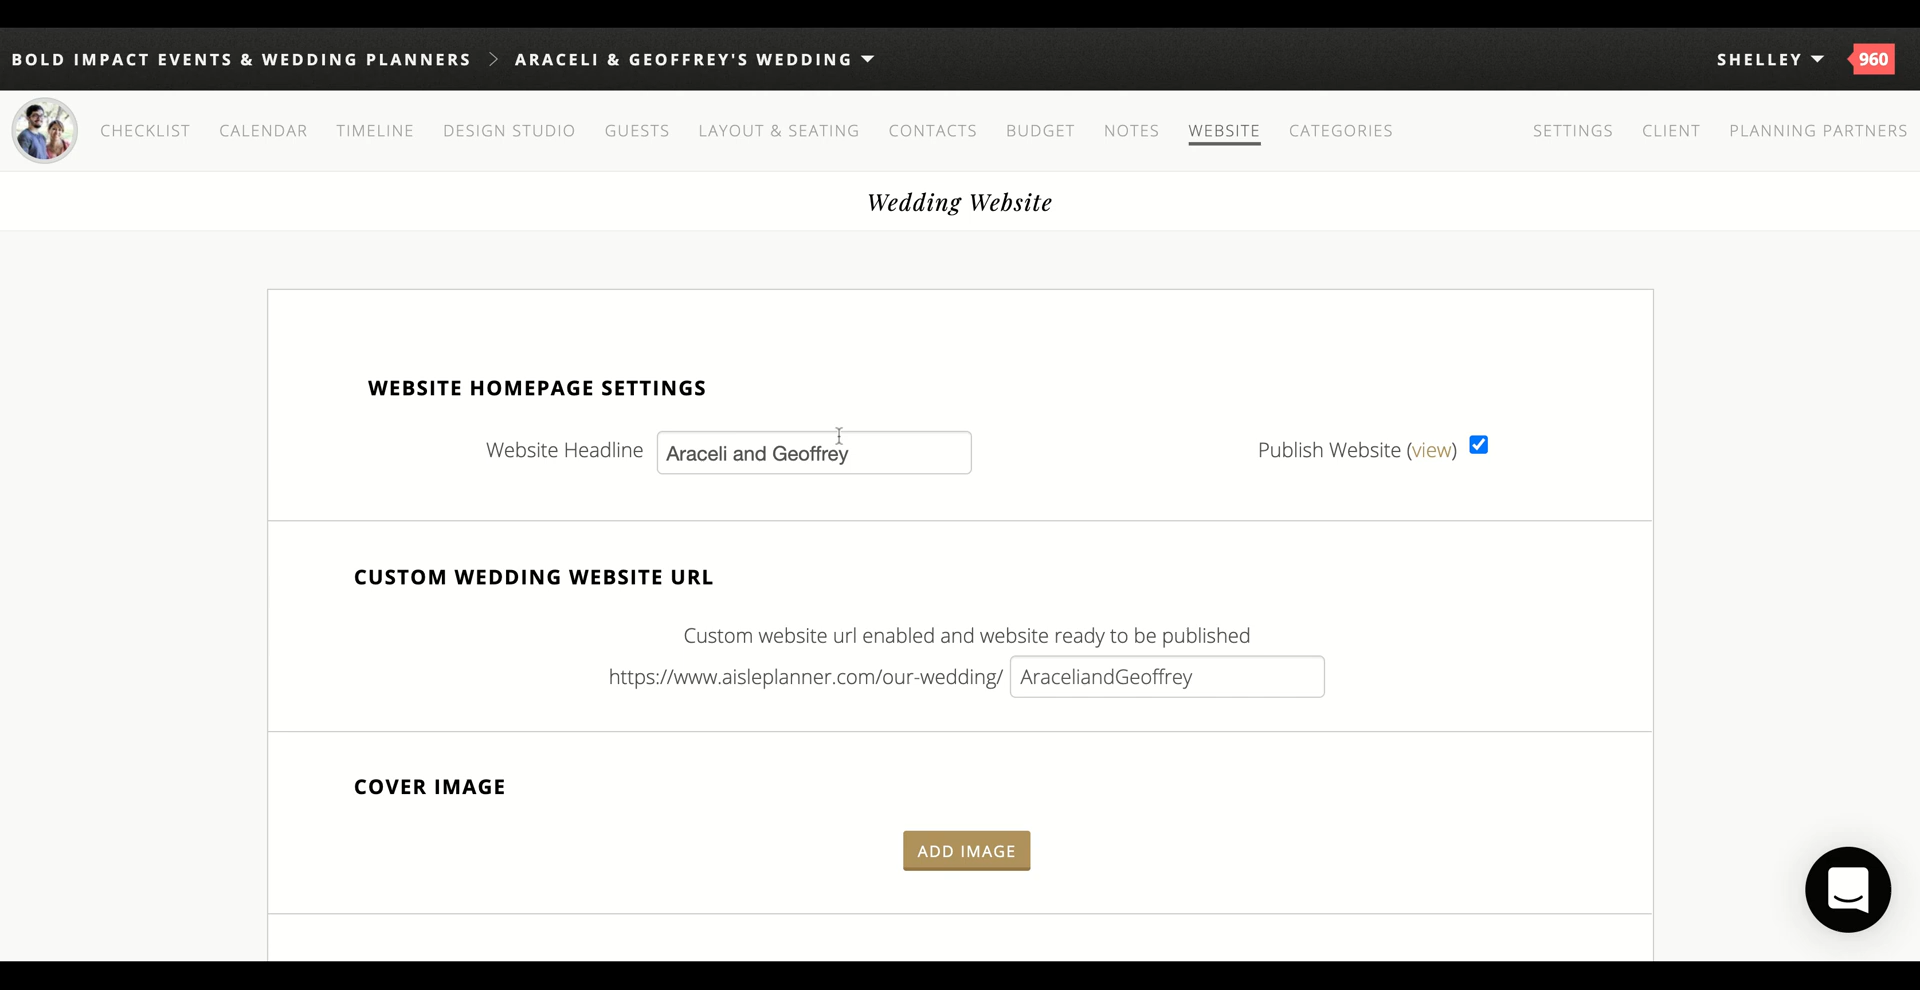 BOLD IMPACT EVENTS & WEDDING PLANNERS > ARACELI & GEOFFREY'S WEDDING SHELLEY 960
CHECKLIST CALENDAR TIMELINE DESIGN STUDIO GUESTS LAYOUT & SEATING CONTACTS BUDGET NOTES WEBSITE CATEGORIES SETTINGS CLIENT PLANNING PARTNERS
Wedding Website
WEBSITE HOMEPAGE SETTINGS
Website Headline Araceli and Geoffrey Publish Website (view)
CUSTOM WEDDING WEBSITE URL
Custom website url enabled and website ready to be published
https://www.aisleplanner.com/our-wedding/ AraceliandGeoffrey
COVER IMAGE
ADD IMAGE